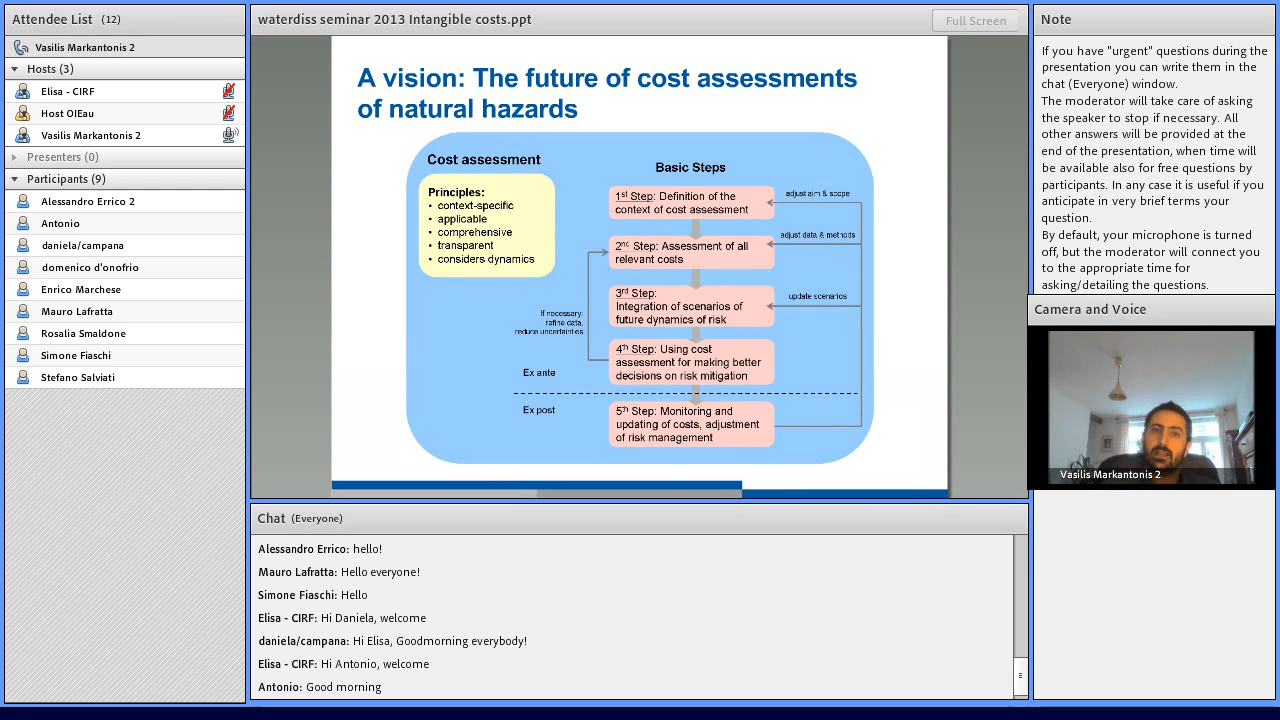 Attendee List (12)
Vasilis Markantonis 2
Hosts (3)
Elisa - CIRF
Host OIEau
Vasilis Markantonis 2
Presenters (0)
Participants (9)
Alessandro Errico 2
Antonio
daniela/campana
domenico d'onofrio
Enrico Marchese
Mauro Lafratta
Rosalia Smaldone
Simone Fiaschi
Stefano Salviati
waterdiss seminar 2013 Intangible costs.ppt
Full Screen
A vision: The future of cost assessments
of natural hazards
Cost assessment
Principles:
• context-specific
• applicable
• comprehensive
• transparent
• considers dynamics
Basic Steps
1st Step: Definition of the
context of cost assessment
2nd Step: Assessment of all
relevant costs
3rd Step:
Integration of scenarios of
future dynamics of risk
4th Step: Using cost
assessment for making better
decisions on risk mitigation
5th Step: Monitoring and
updating of costs, adjustment
of risk management
adjust aim & scope
adjust data & methods
update scenarios
If necessary:
refine data,
reduce uncertainties
Ex ante
Ex post
Chat (Everyone)
Alessandro Errico: hello!
Mauro Lafratta: Hello everyone!
Simone Fiaschi: Hello
Elisa - CIRF: Hi Daniela, welcome
daniela/campana: Hi Elisa, Goodmorning everybody!
Elisa - CIRF: Hi Antonio, welcome
Antonio: Good morning
Note
If you have "urgent" questions during the
presentation you can write them in the
chat (Everyone) window.
The moderator will take care of asking
the speaker to stop if necessary. All
other answers will be provided at the
end of the presentation, when time will
be available also for free questions by
participants. In any case it is useful if you
anticipate in very brief terms your
question.
By default, your microphone is turned
off, but the moderator will connect you
to the appropriate time for
asking/detailing the questions.
Camera and Voice
Vasilis Markantonis 2